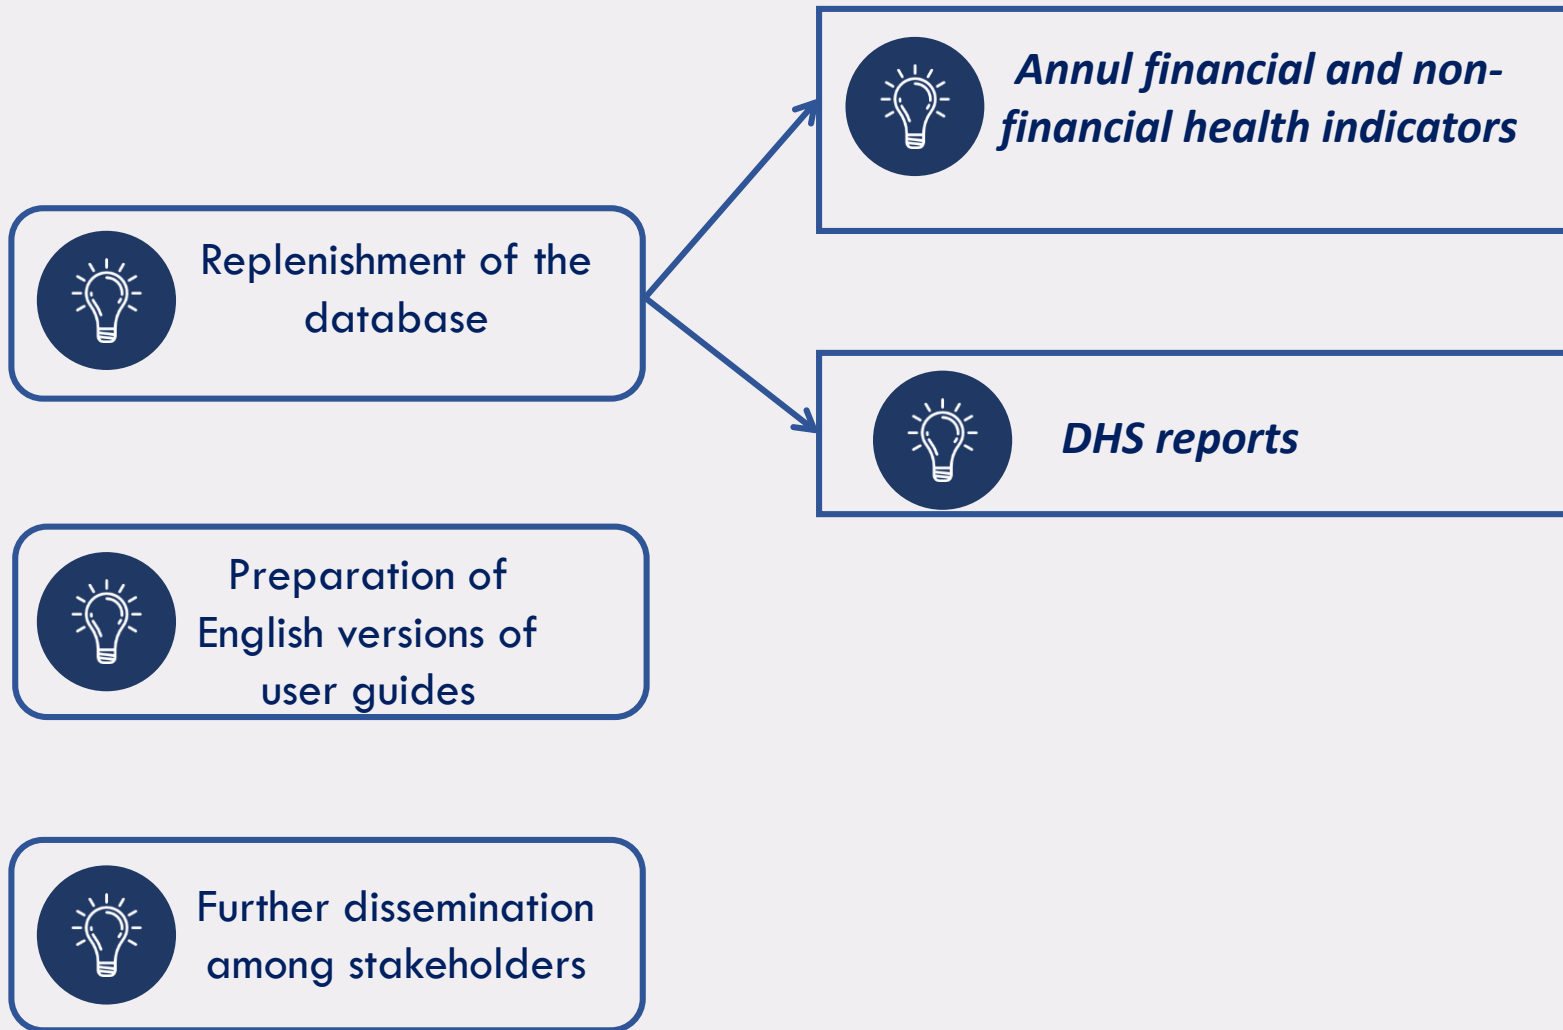 Replenishment of the
database
Annul financial and non-
financial health indicators
DHS reports
Preparation of
English versions of
user guides
Further dissemination
among stakeholders